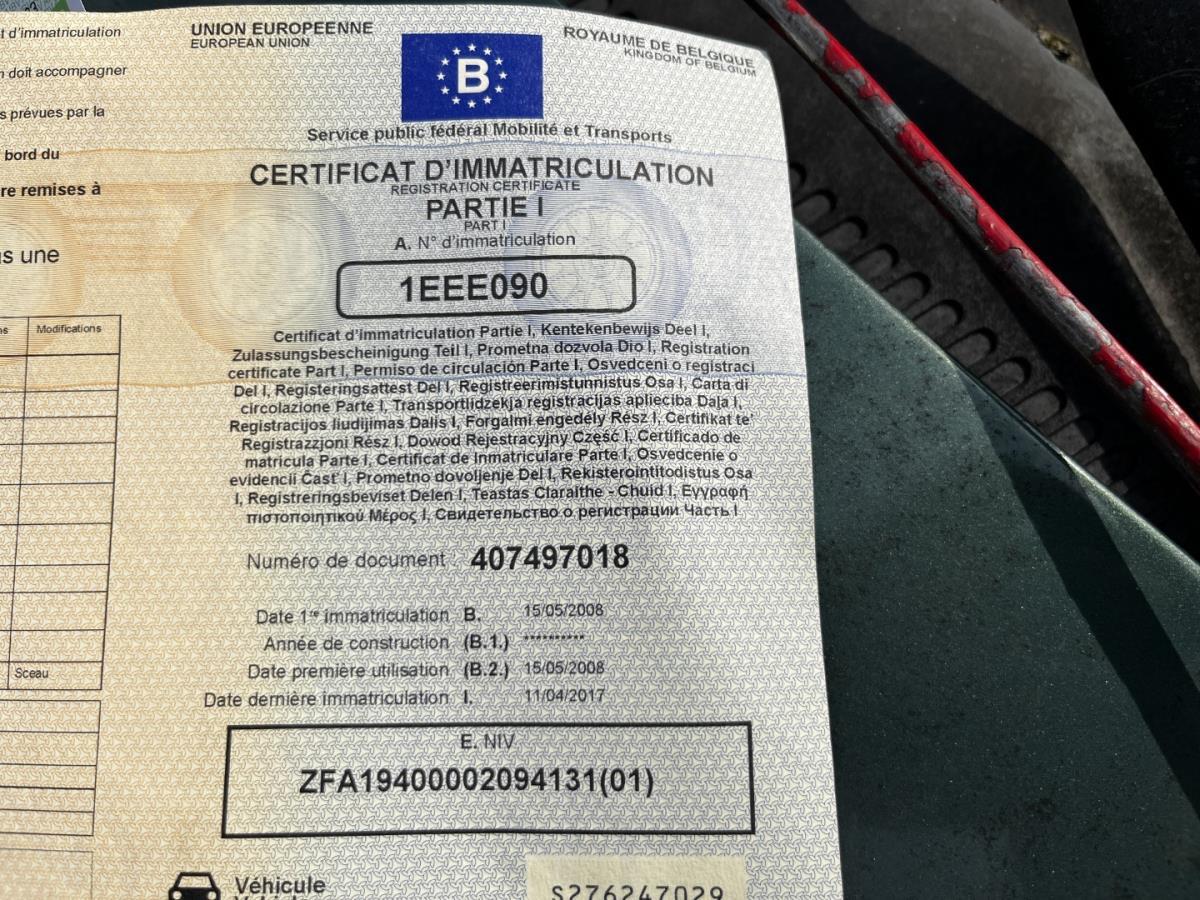 t d'immatriculation
n doit accompagner
s prévues par la
bord du
re remises à
s une
Modifications
Sceau
UNION EUROPEENNE
EUROPEAN UNION
B
ROYAUME DE BELGIQUE
KINGDOM OF BELGIUM
Service public fédéral Mobilité et Transports
CERTIFICAT D'IMMATRICULATION
REGISTRATION CERTIFICATE
PARTIE I
PART I
A. N° d'immatriculation
1EEE090
Certificat d'immatriculation Partie I, Kentekenbewijs Deel I,
Zulassungsbescheinigung Teil I, Prometna dozvola Dio I, Registration
certificate Part I, Permiso de circulación Parte I, Osvedceni o registraci
Del I, Registeringsattest Del I, Registreerimistunnistus Osa I, Carta di
circolazione Parte I, Transportlidzekja registracijas aplieciba Daļa I,
Registracijos liudijimas Dalis I, Forgalmi engedély Rész I, Certifikat te'
Registrazzjoni Rész I, Dowod Rejestracyjny Część I, Certificado de
matricula Parte I, Certificat de Inmatriculare Parte I, Osvedcenie o
evidencii Cast' I, Prometno dovoljenje Del I, Rekisterointitodistus Osa
I, Registreringsbeviset Delen I, Teastas Claraithe - Chuid I, Εγγραφή
πιστοποιητικού Μέρος I, Свидетельство о регистрации Часть I
Numéro de document : 407497018
Date 1re immatriculation B. 15/05/2008
Année de construction (B.1.) **********
Date première utilisation (B.2.) 15/05/2008
Date dernière immatriculation I. 11/04/2017
E. NIV
ZFA19400002094131(01)
Véhicule
S276247029